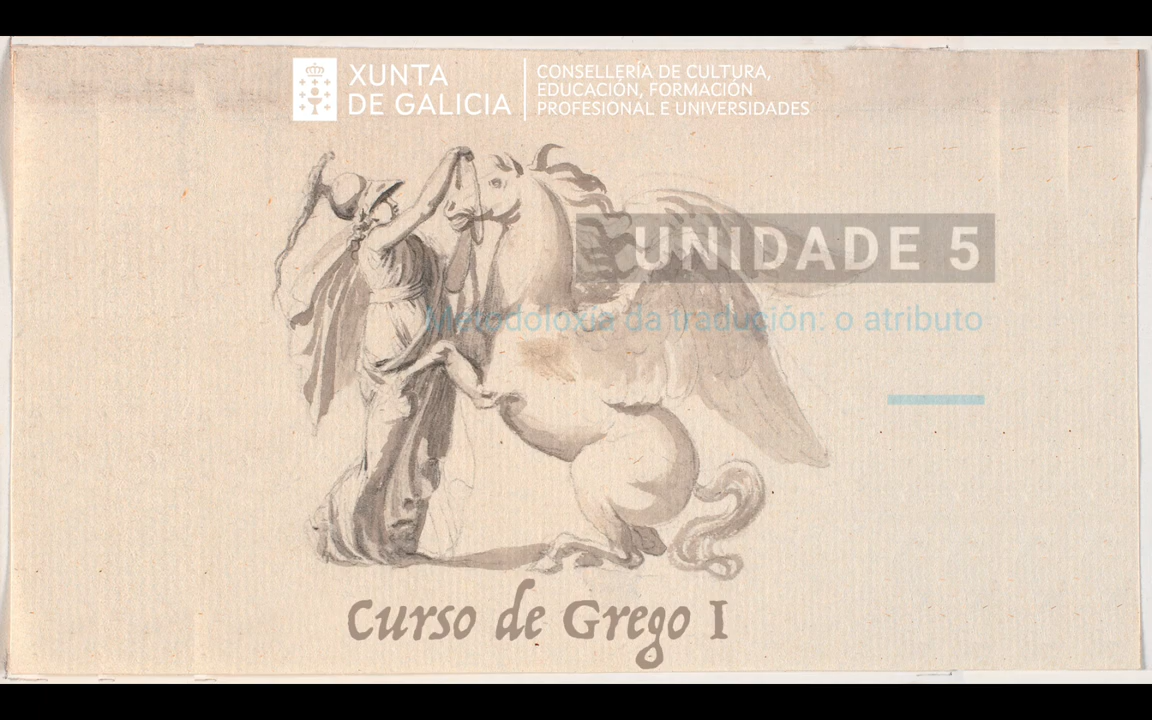 XUNTA
DE GALICIA
CONSELLERÍA DE CULTURA,
EDUCACIÓN, FORMACIÓN
PROFESIONAL E UNIVERSIDADES
UNIDADE 5
Metodoloxía da tradución: o atributo
Curso de Grego I